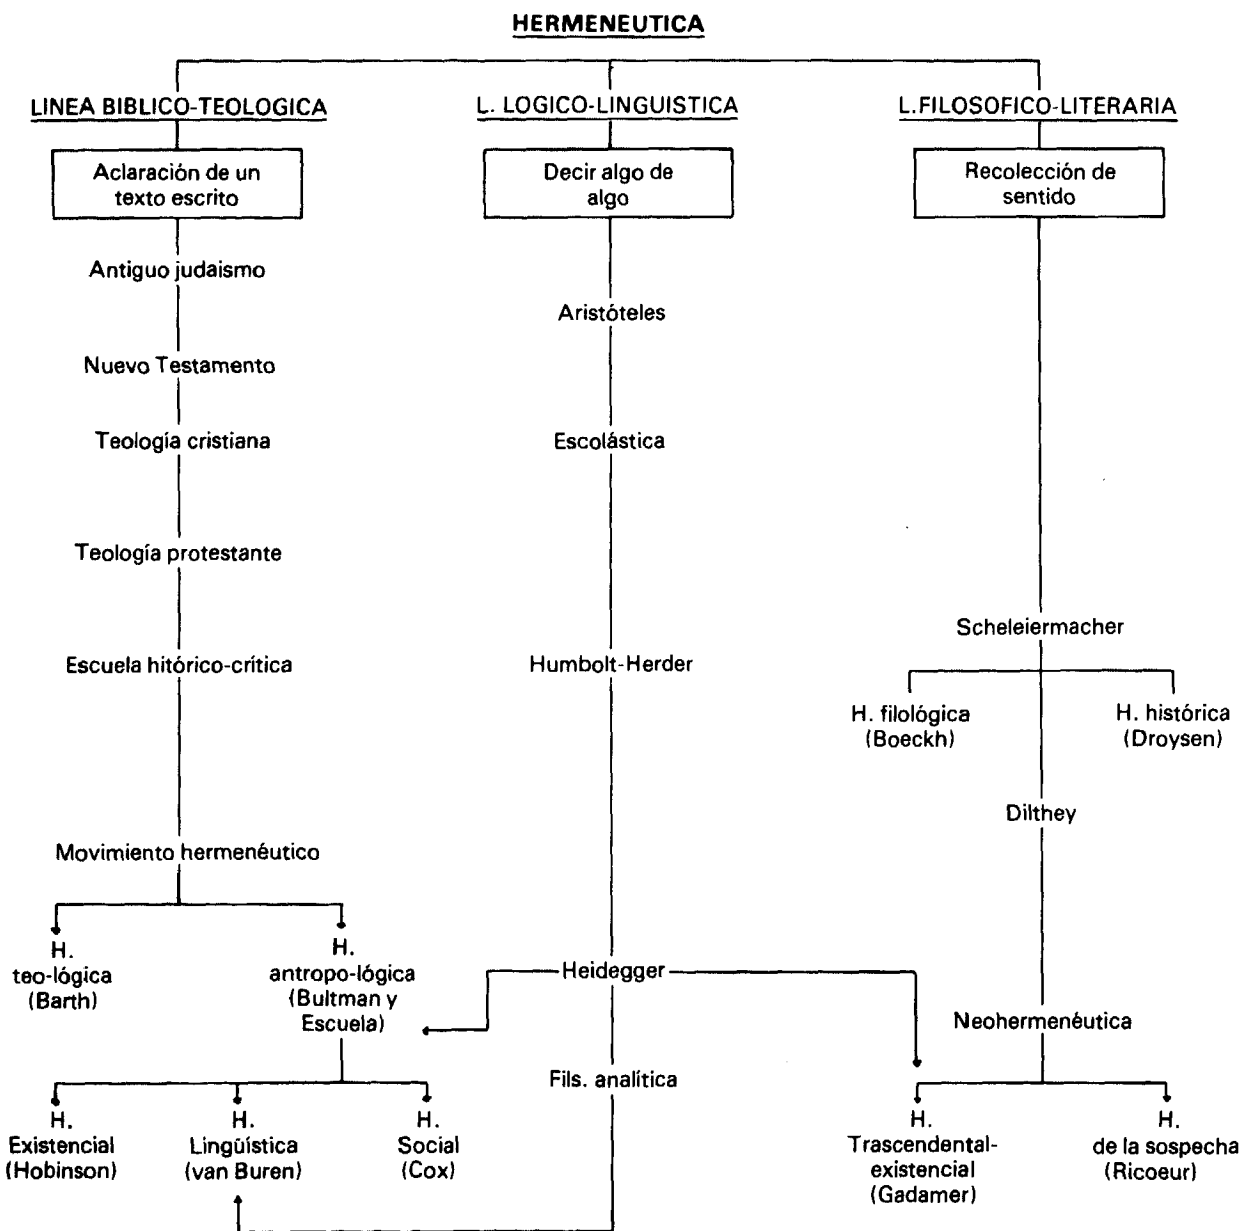 HERMENEUTICA
LINEA BIBLICO-TEOLOGICA
Aclaración de un
texto escrito
Antiguo judaismo
Nuevo Testamento
Teología cristiana
Teología protestante
Escuela hitórico-crítica
Movimiento hermenéutico
H.
teo-lógica
(Barth)
H.
antropo-lógica
(Bultman y
Escuela)
H.
Existencial
(Hobinson)
H.
Lingüística
(van Buren)
H.
Social
(Cox)
L. LOGICO-LINGUISTICA
Decir algo de
algo
Aristóteles
Escolástica
Humbolt-Herder
Heidegger
Fils. analítica
L.FILOSOFICO-LITERARIA
Recolección de
sentido
Scheleiermacher
H. filológica
(Boeckh)
H. histórica
(Droysen)
Dilthey
Neohermenéutica
H.
Trascendental-
existencial
(Gadamer)
H.
de la sospecha
(Ricoeur)